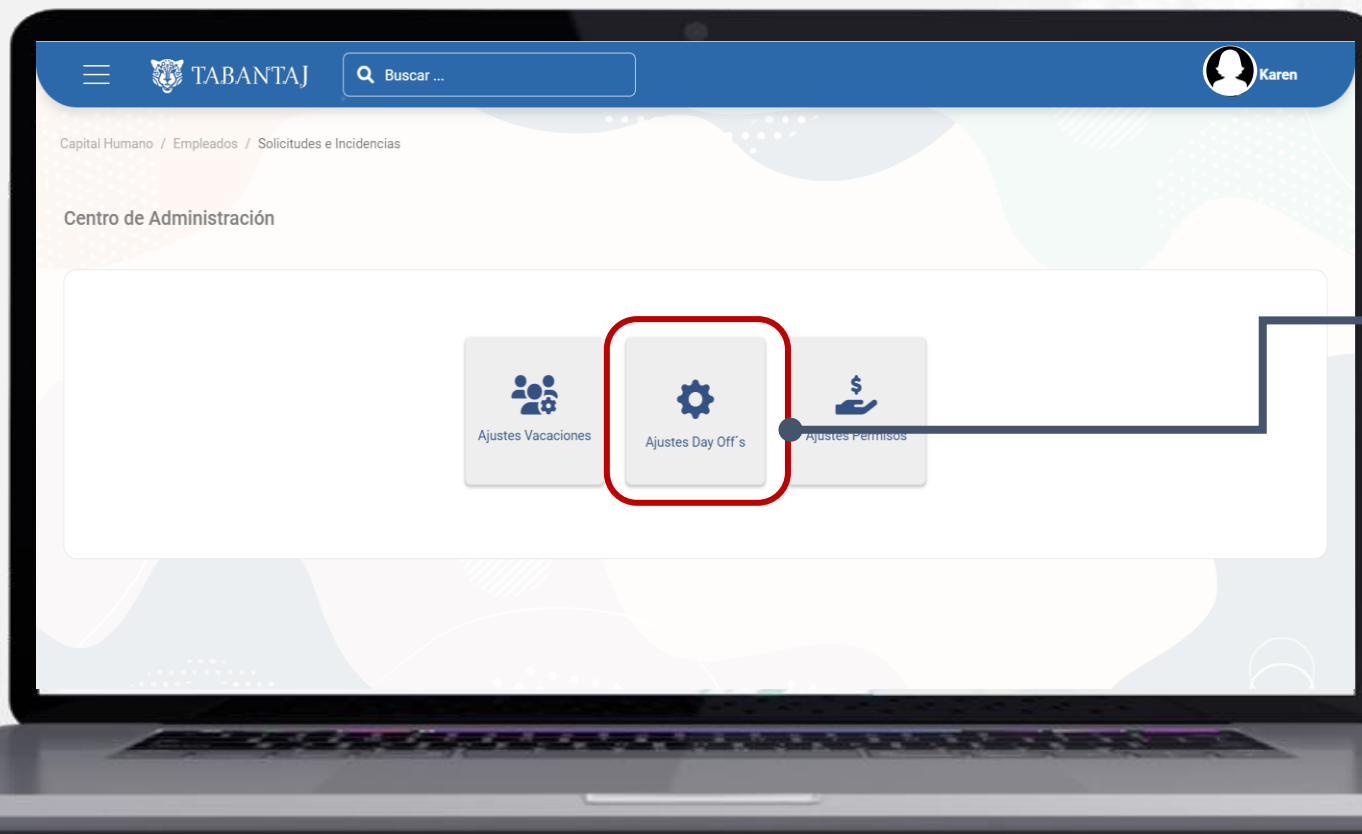 TABANTAJ
Buscar ...
Karen
Capital Humano / Empleados / Solicitudes e Incidencias
Centro de Administración
Ajustes Vacaciones
Ajustes Day Off´s
$
Ajustes Permisos